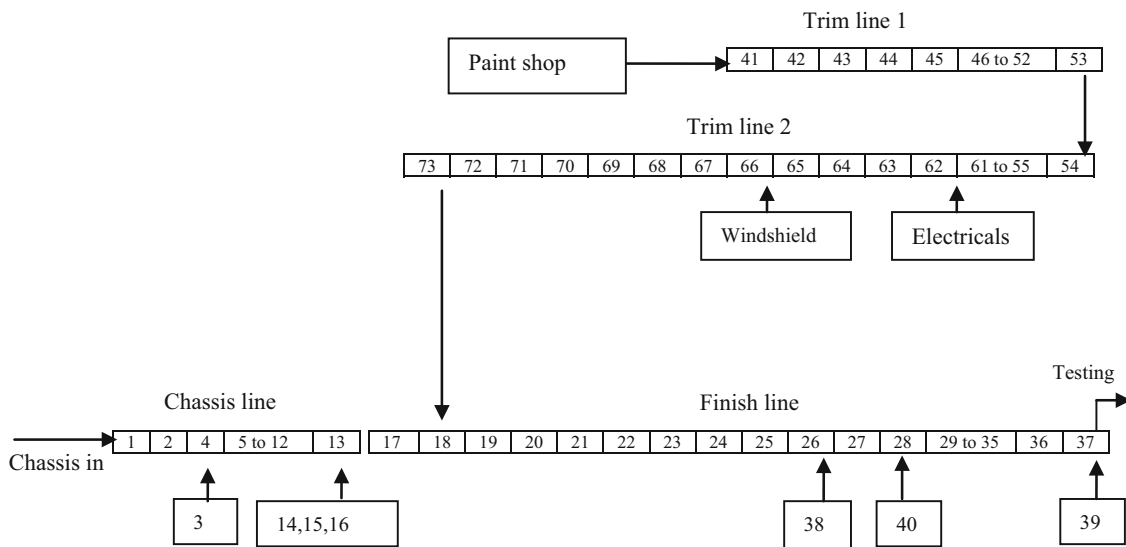 Trim line 1
Paint shop
41 42 43 44 45 46 to 52 53
Trim line 2
73 72 71 70 69 68 67 66 65 64 63 62 61 to 55 54
Windshield Electricals
Testing
Chassis line Finish line
1 2 4 5 to 12 13 17 18 19 20 21 22 23 24 25 26 27 28 29 to 35 36 37
Chassis in
3 14,15,16 38 40 39